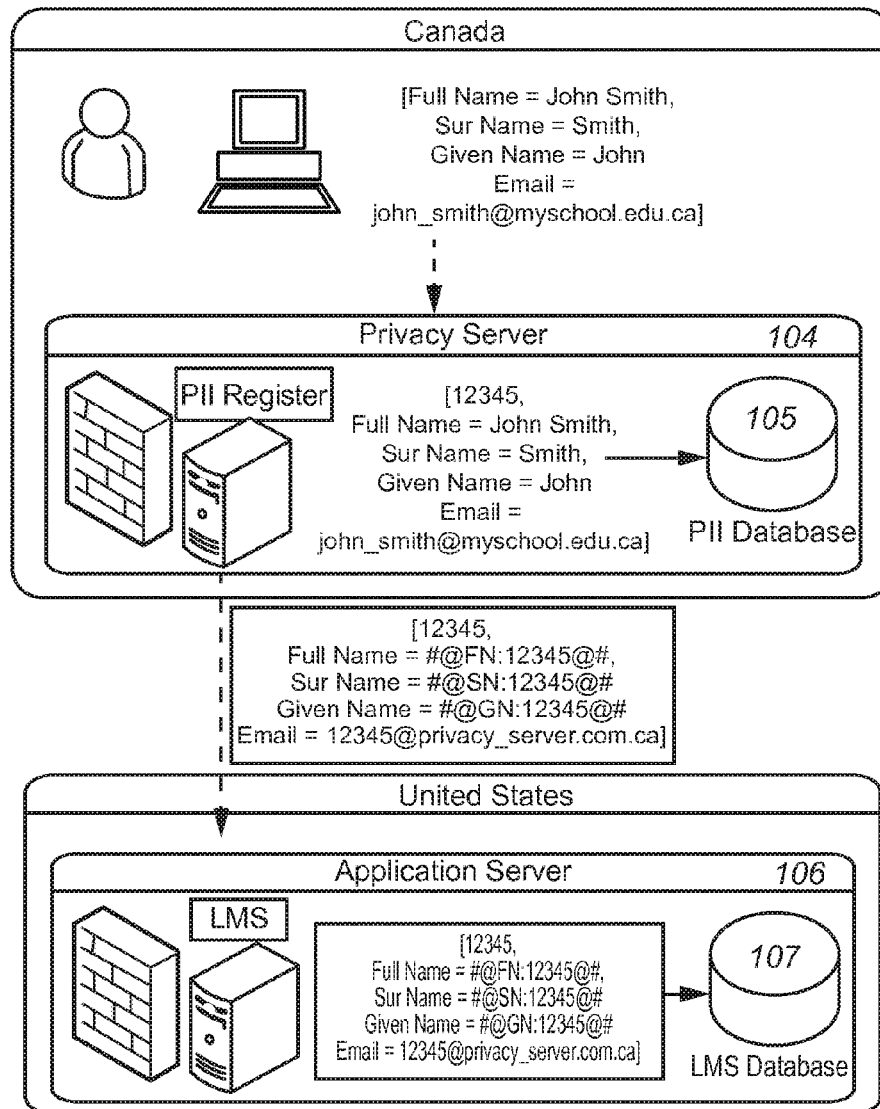 Canada
[Full Name = John Smith,
Sur Name = Smith,
Given Name = John
Email =
john_smith@myschool.edu.ca]
Privacy Server
104
PII Register
[12345,
Full Name = John Smith,
Sur Name = Smith,
Given Name = John
Email =
john_smith@myschool.edu.ca]
105
PII Database
[12345,
Full Name = #@FN:12345@#,
Sur Name = #@SN:12345@#
Given Name = #@GN:12345@#
Email = 12345@privacy_server.com.ca]
United States
Application Server
106
LMS
[12345,
Full Name = #@FN:12345@#,
Sur Name = #@SN:12345@#
Given Name = #@GN:12345@#
Email = 12345@privacy_server.com.ca]
107
LMS Database